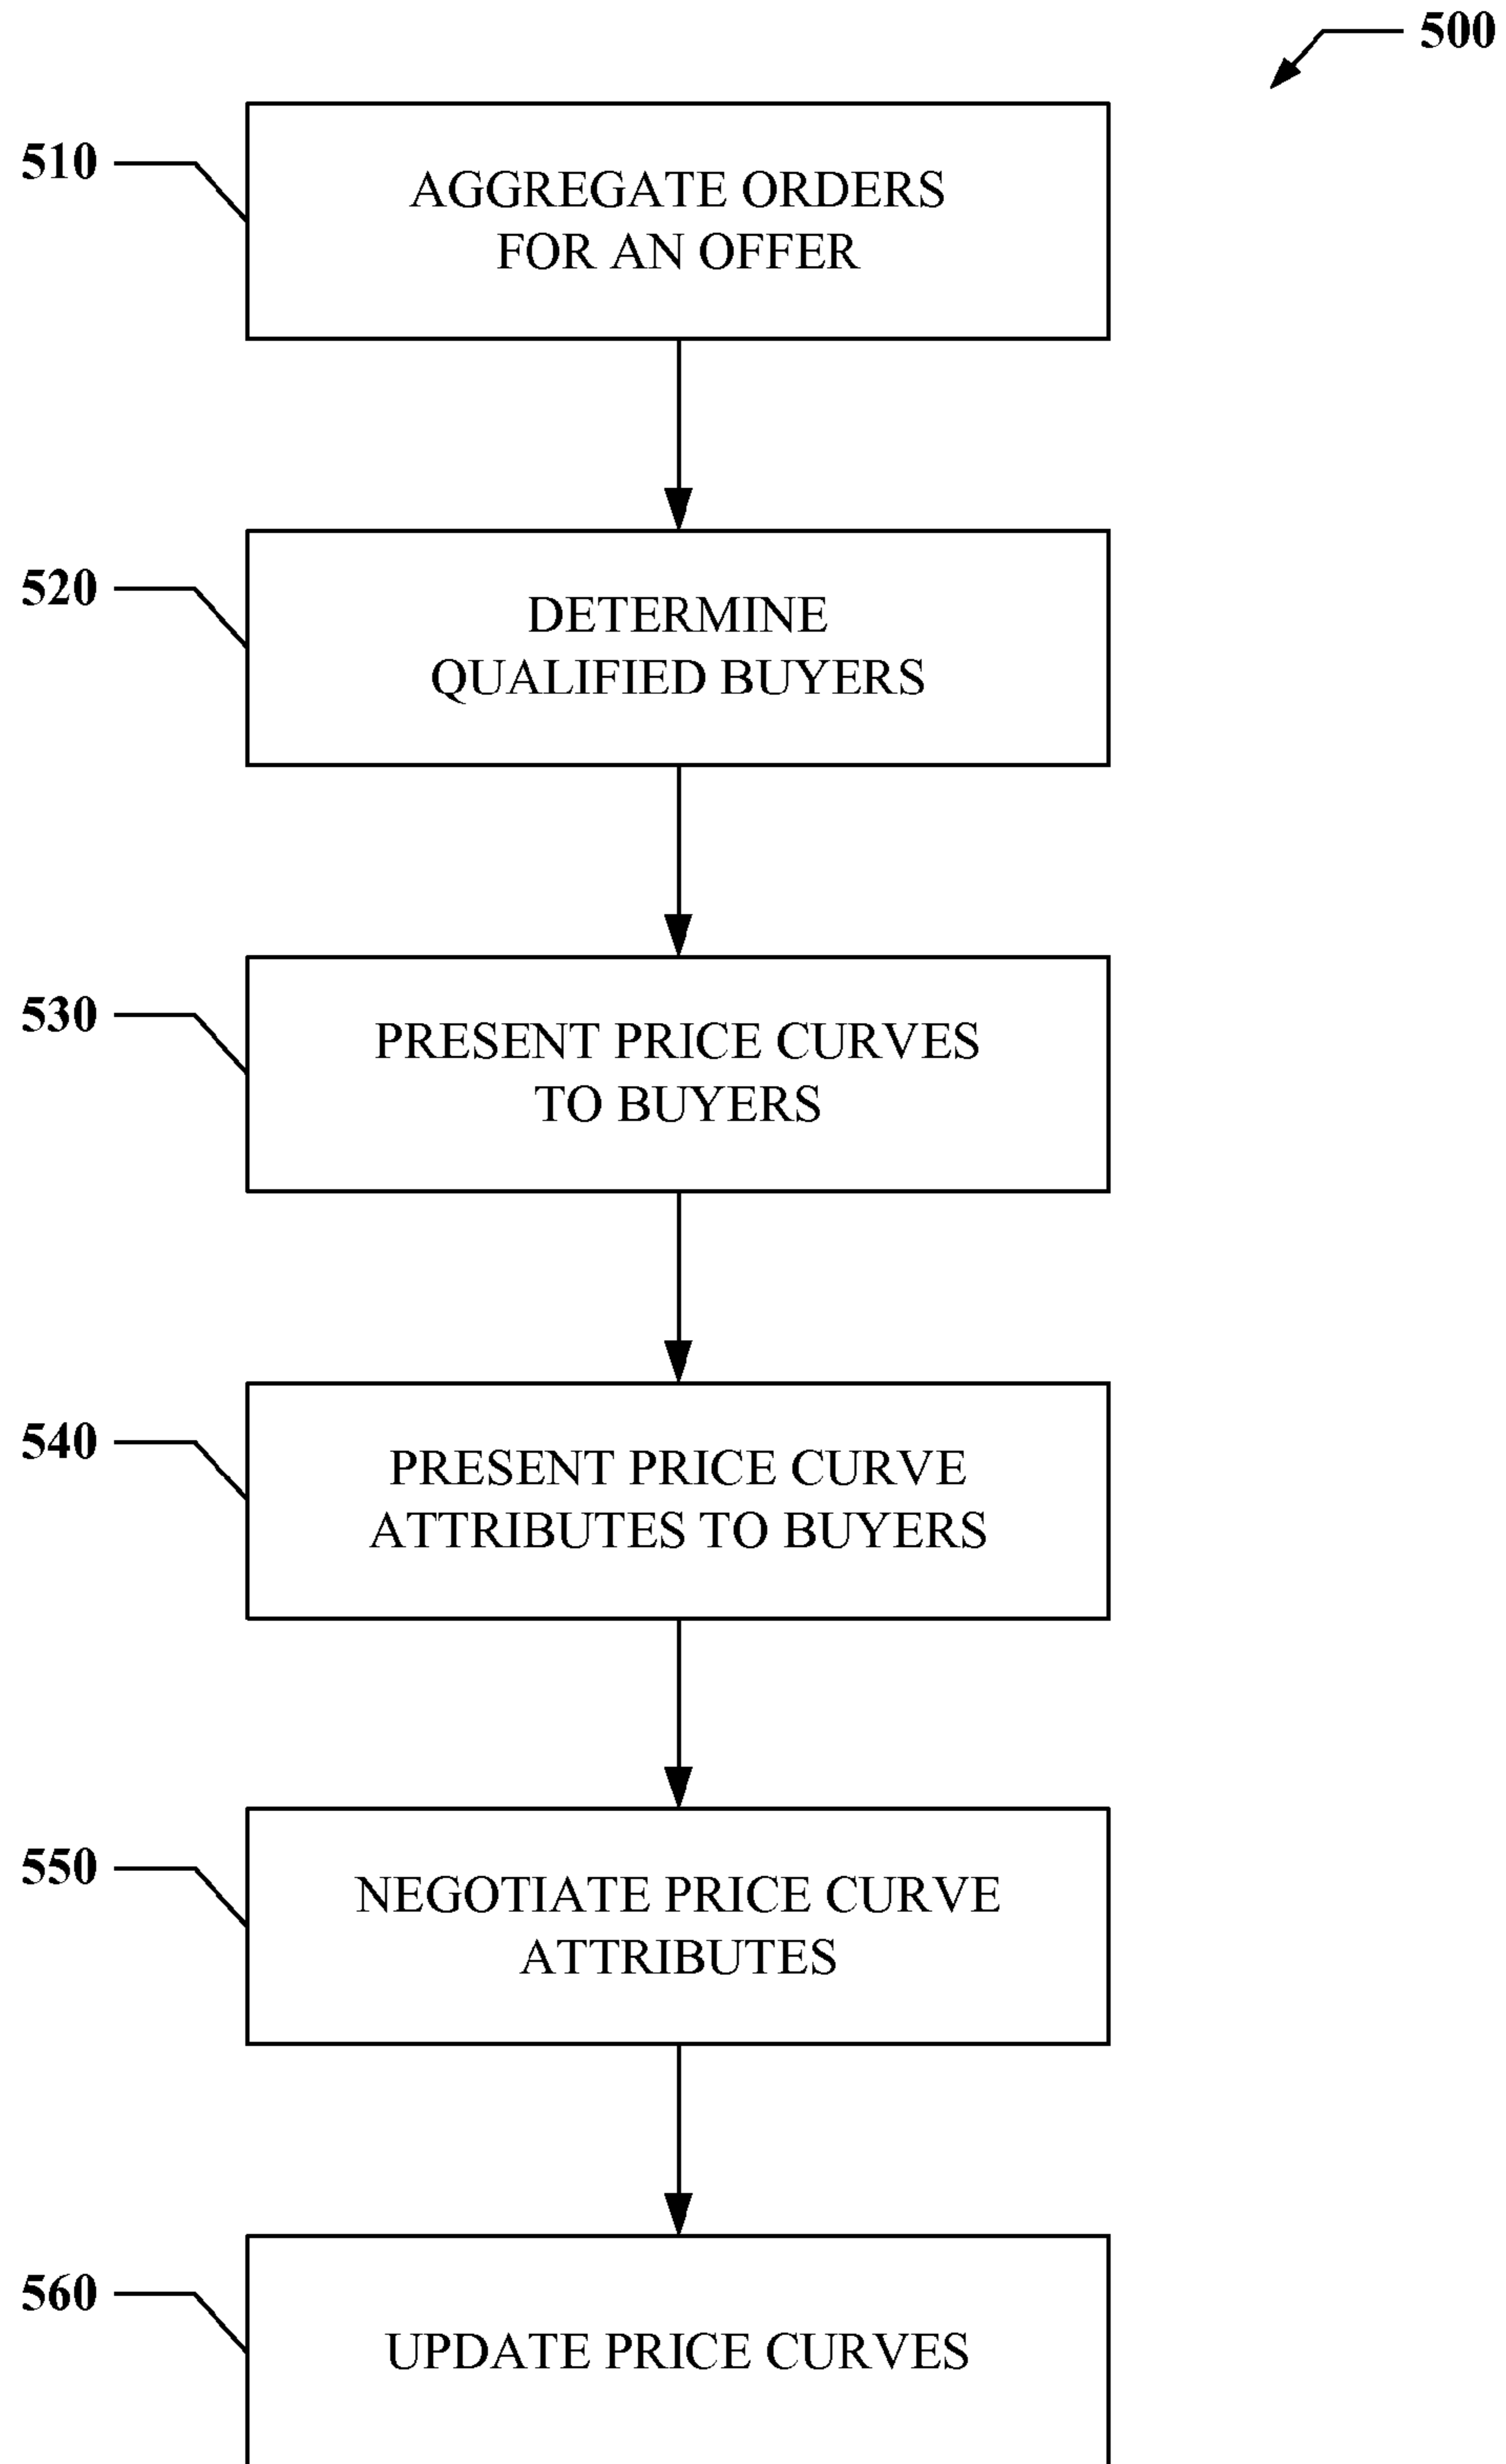 500
510
AGGREGATE ORDERS
FOR AN OFFER
520
DETERMINE
QUALIFIED BUYERS
530
PRESENT PRICE CURVES
TO BUYERS
540
PRESENT PRICE CURVE
ATTRIBUTES TO BUYERS
550
NEGOTIATE PRICE CURVE
ATTRIBUTES
560
UPDATE PRICE CURVES